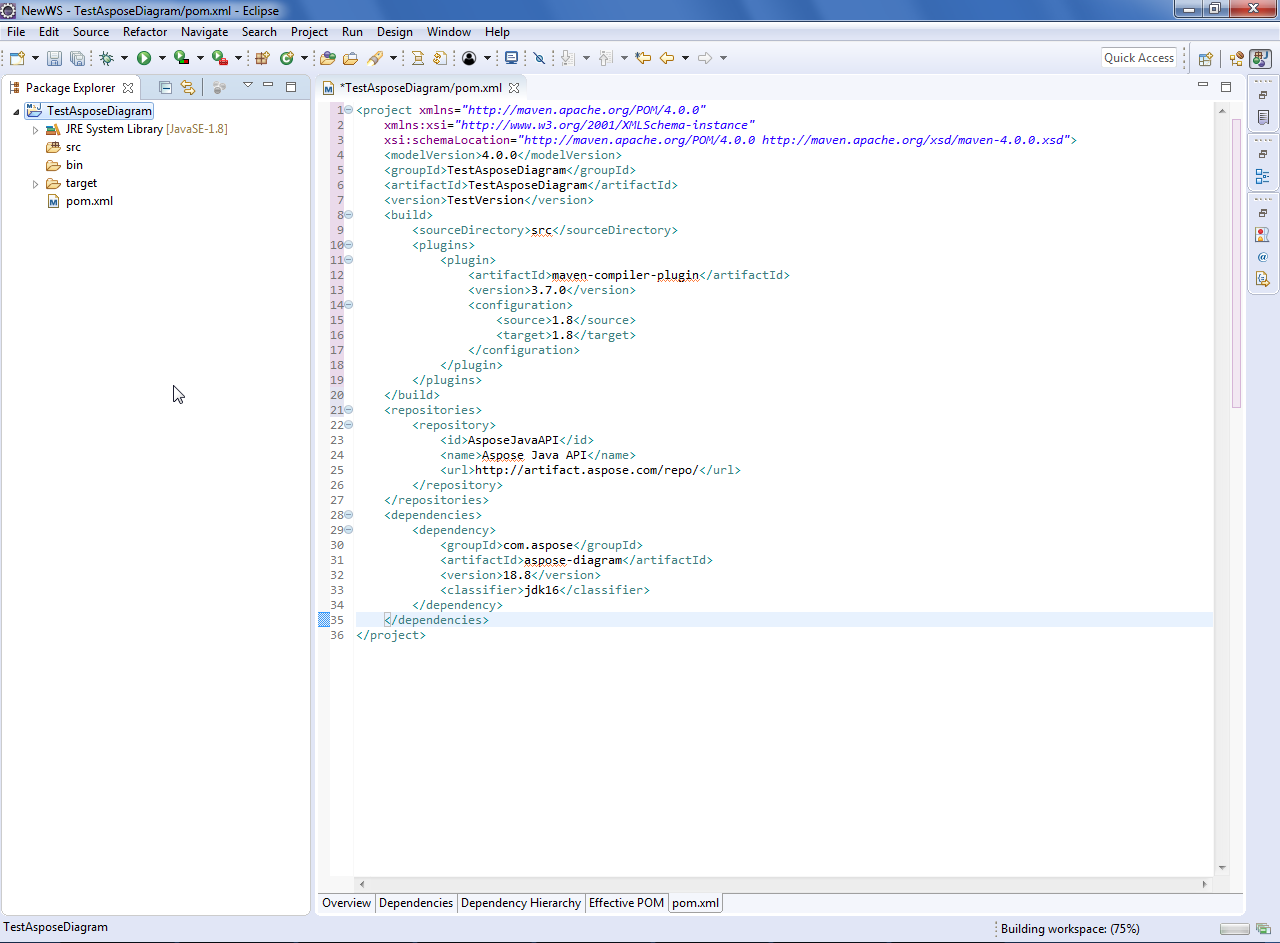 NewWS - TestAsposeDiagram/pom.xml - Eclipse
File Edit Source Refactor Navigate Search Project Run Design Window Help
Quick Access
Package Explorer
*TestAsposeDiagram/pom.xml
TestAsposeDiagram
JRE System Library [JavaSE-1.8]
src
bin
target
pom.xml
1 <project xmlns="http://maven.apache.org/POM/4.0.0"
2 xmlns:xsi="http://www.w3.org/2001/XMLSchema-instance"
3 xsi:schemaLocation="http://maven.apache.org/POM/4.0.0 http://maven.apache.org/xsd/maven-4.0.0.xsd">
4 <modelVersion>4.0.0</modelVersion>
5 <groupId>TestAsposeDiagram</groupId>
6 <artifactId>TestAsposeDiagram</artifactId>
7 <version>TestVersion</version>
8 <build>
9 <sourceDirectory>src</sourceDirectory>
10 <plugins>
11 <plugin>
12 <artifactId>maven-compiler-plugin</artifactId>
13 <version>3.7.0</version>
14 <configuration>
15 <source>1.8</source>
16 <target>1.8</target>
17 </configuration>
18 </plugin>
19 </plugins>
20 </build>
21 <repositories>
22 <repository>
23 <id>AsposeJavaAPI</id>
24 <name>Aspose Java API</name>
25 <url>http://artifact.aspose.com/repo/</url>
26 </repository>
27 </repositories>
28 <dependencies>
29 <dependency>
30 <groupId>com.aspose</groupId>
31 <artifactId>aspose-diagram</artifactId>
32 <version>18.8</version>
33 <classifier>jdk16</classifier>
34 </dependency>
35 </dependencies>
36 </project>
Overview Dependencies Dependency Hierarchy Effective POM pom.xml
TestAsposeDiagram
Building workspace: (75%)